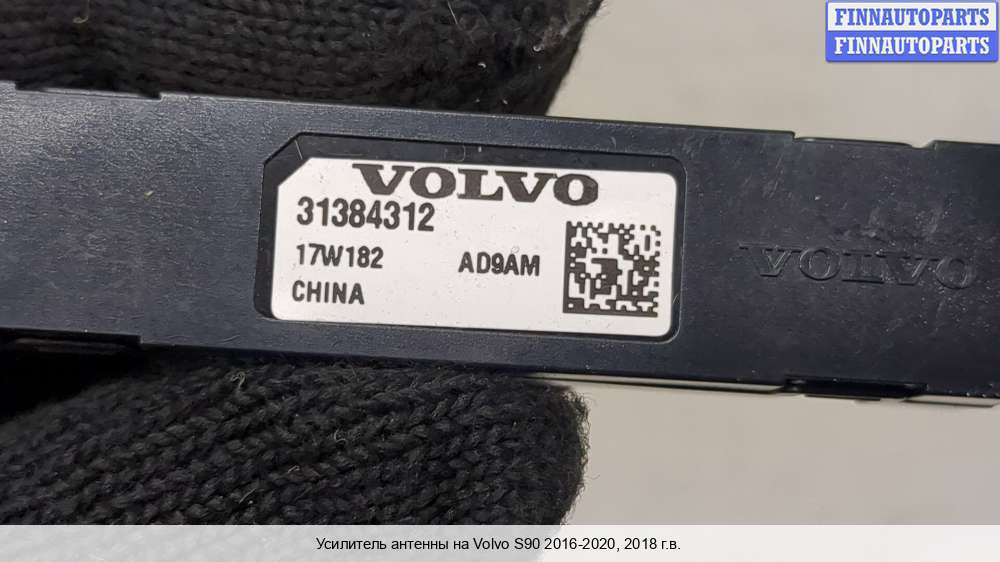 FINNAUTOPARTS
FINNAUTOPARTS
VOLVO
31384312
17W182 AD9AM
CHINA
VOLVO
Усилитель антенны на Volvo S90 2016-2020, 2018 г.в.